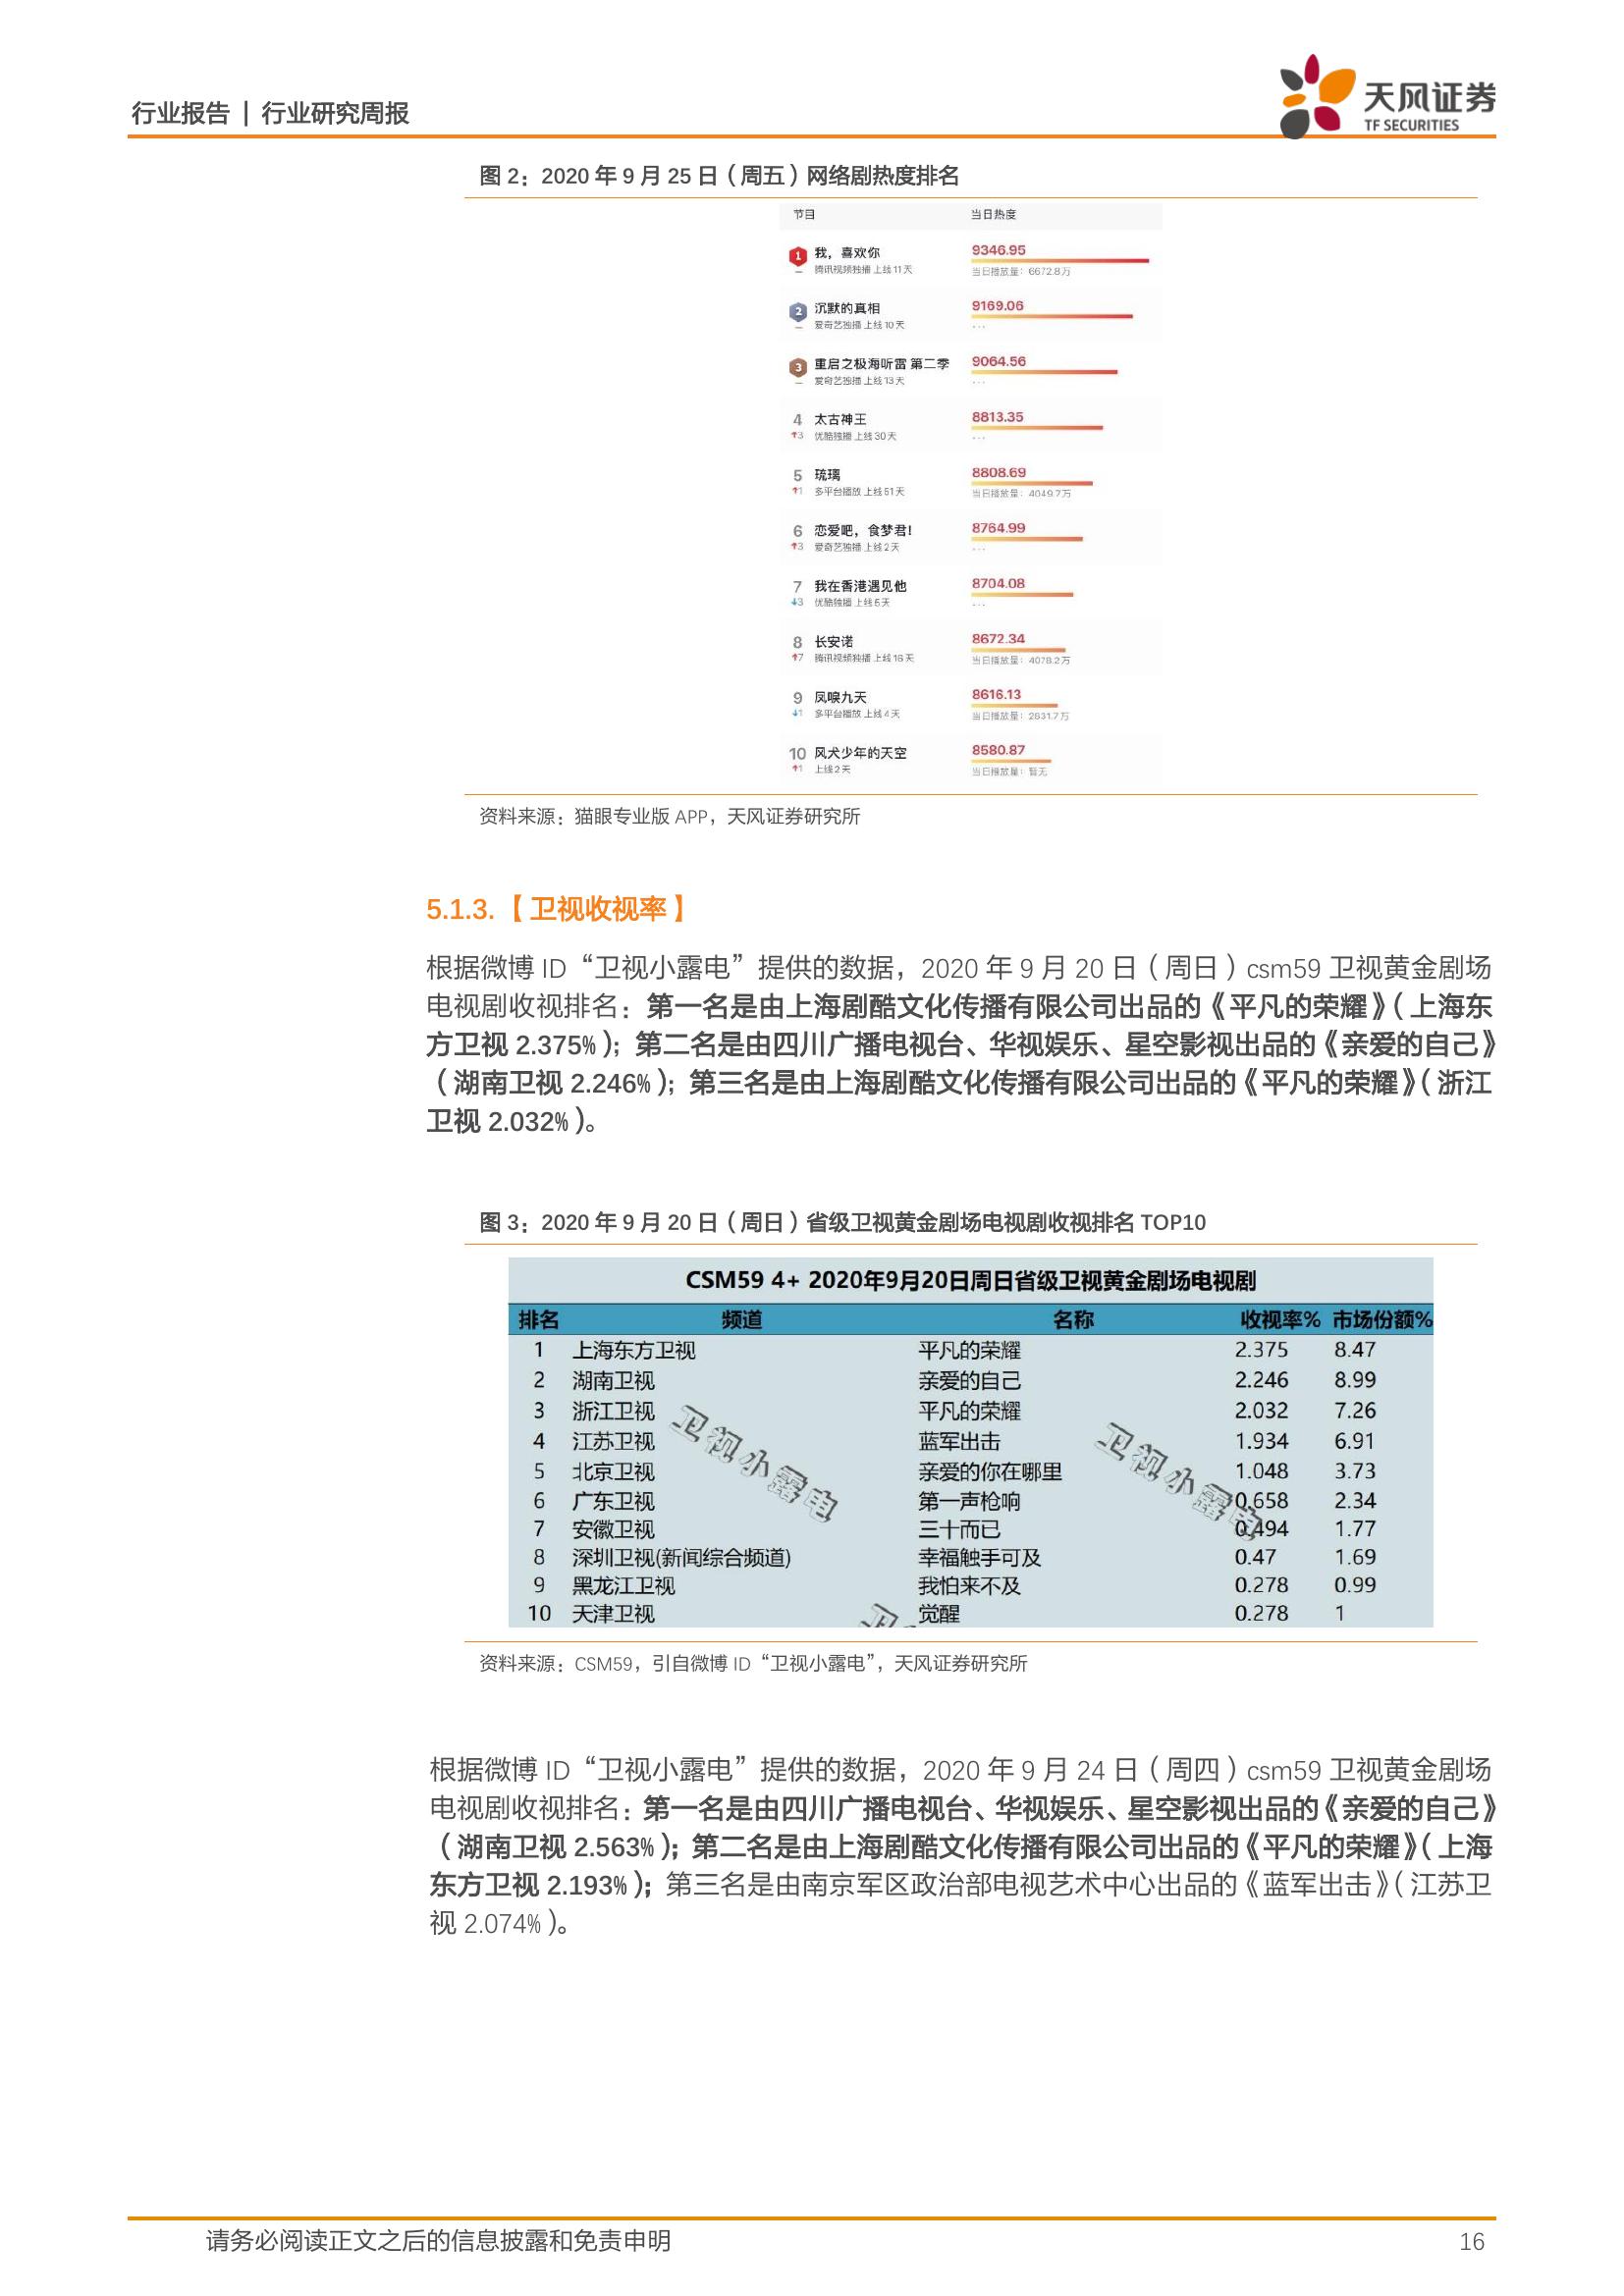 行业报告 | 行业研究周报
天风证券
TF SECURITIES
图 2：2020 年 9 月 25 日（周五）网络剧热度排名
节目 当日热度
1 我，喜欢你 9346.95
腾讯视频独播 上线 11 天 当日播放量：6672.8万
2 沉默的真相 9169.06
爱奇艺独播 上线 10 天 ...
3 重启之极海听雷 第二季 9064.56
爱奇艺独播 上线 13 天 ...
4 太古神王 8813.35
↑3 优酷独播 上线 30 天 ...
5 琉璃 8808.69
↑1 多平台播放 上线 51 天 当日播放量：4049.7万
6 恋爱吧，食梦君！ 8764.99
↑3 爱奇艺独播 上线 2 天 ...
7 我在香港遇见他 8704.08
↓3 优酷独播 上线 5 天 ...
8 长安诺 8672.34
↑7 腾讯视频独播 上线 16 天 当日播放量：4078.2万
9 凤唳九天 8616.13
↓1 多平台播放 上线 4 天 当日播放量：2831.7万
10 风犬少年的天空 8580.87
↑1 上线 2 天 当日播放量：暂无
资料来源：猫眼专业版 APP，天风证券研究所
5.1.3.【卫视收视率】
根据微博 ID“卫视小露电”提供的数据，2020 年 9 月 20 日（周日）csm59 卫视黄金剧场
电视剧收视排名：第一名是由上海剧酷文化传播有限公司出品的《平凡的荣耀》（上海东
方卫视 2.375%）；第二名是由四川广播电视台、华视娱乐、星空影视出品的《亲爱的自己》
（湖南卫视 2.246%）；第三名是由上海剧酷文化传播有限公司出品的《平凡的荣耀》（浙江
卫视 2.032%）。
图 3：2020 年 9 月 20 日（周日）省级卫视黄金剧场电视剧收视排名 TOP10
CSM59 4+ 2020年9月20日周日省级卫视黄金剧场电视剧
排名 频道 名称 收视率% 市场份额%
1 上海东方卫视 平凡的荣耀 2.375 8.47
2 湖南卫视 亲爱的自己 2.246 8.99
3 浙江卫视 平凡的荣耀 2.032 7.26
4 江苏卫视 蓝军出击 1.934 6.91
5 北京卫视 亲爱的你在哪里 1.048 3.73
6 广东卫视 第一声枪响 0.658 2.34
7 安徽卫视 三十而已 0.494 1.77
8 深圳卫视(新闻综合频道) 幸福触手可及 0.47 1.69
9 黑龙江卫视 我怕来不及 0.278 0.99
10 天津卫视 觉醒 0.278 1
卫视小露电
卫视小露电
卫
资料来源：CSM59，引自微博 ID“卫视小露电”，天风证券研究所
根据微博 ID“卫视小露电”提供的数据，2020 年 9 月 24 日（周四）csm59 卫视黄金剧场
电视剧收视排名：第一名是由四川广播电视台、华视娱乐、星空影视出品的《亲爱的自己》
（湖南卫视 2.563%）；第二名是由上海剧酷文化传播有限公司出品的《平凡的荣耀》（上海
东方卫视 2.193%）；第三名是由南京军区政治部电视艺术中心出品的《蓝军出击》（江苏卫
视 2.074%）。
请务必阅读正文之后的信息披露和免责申明 16